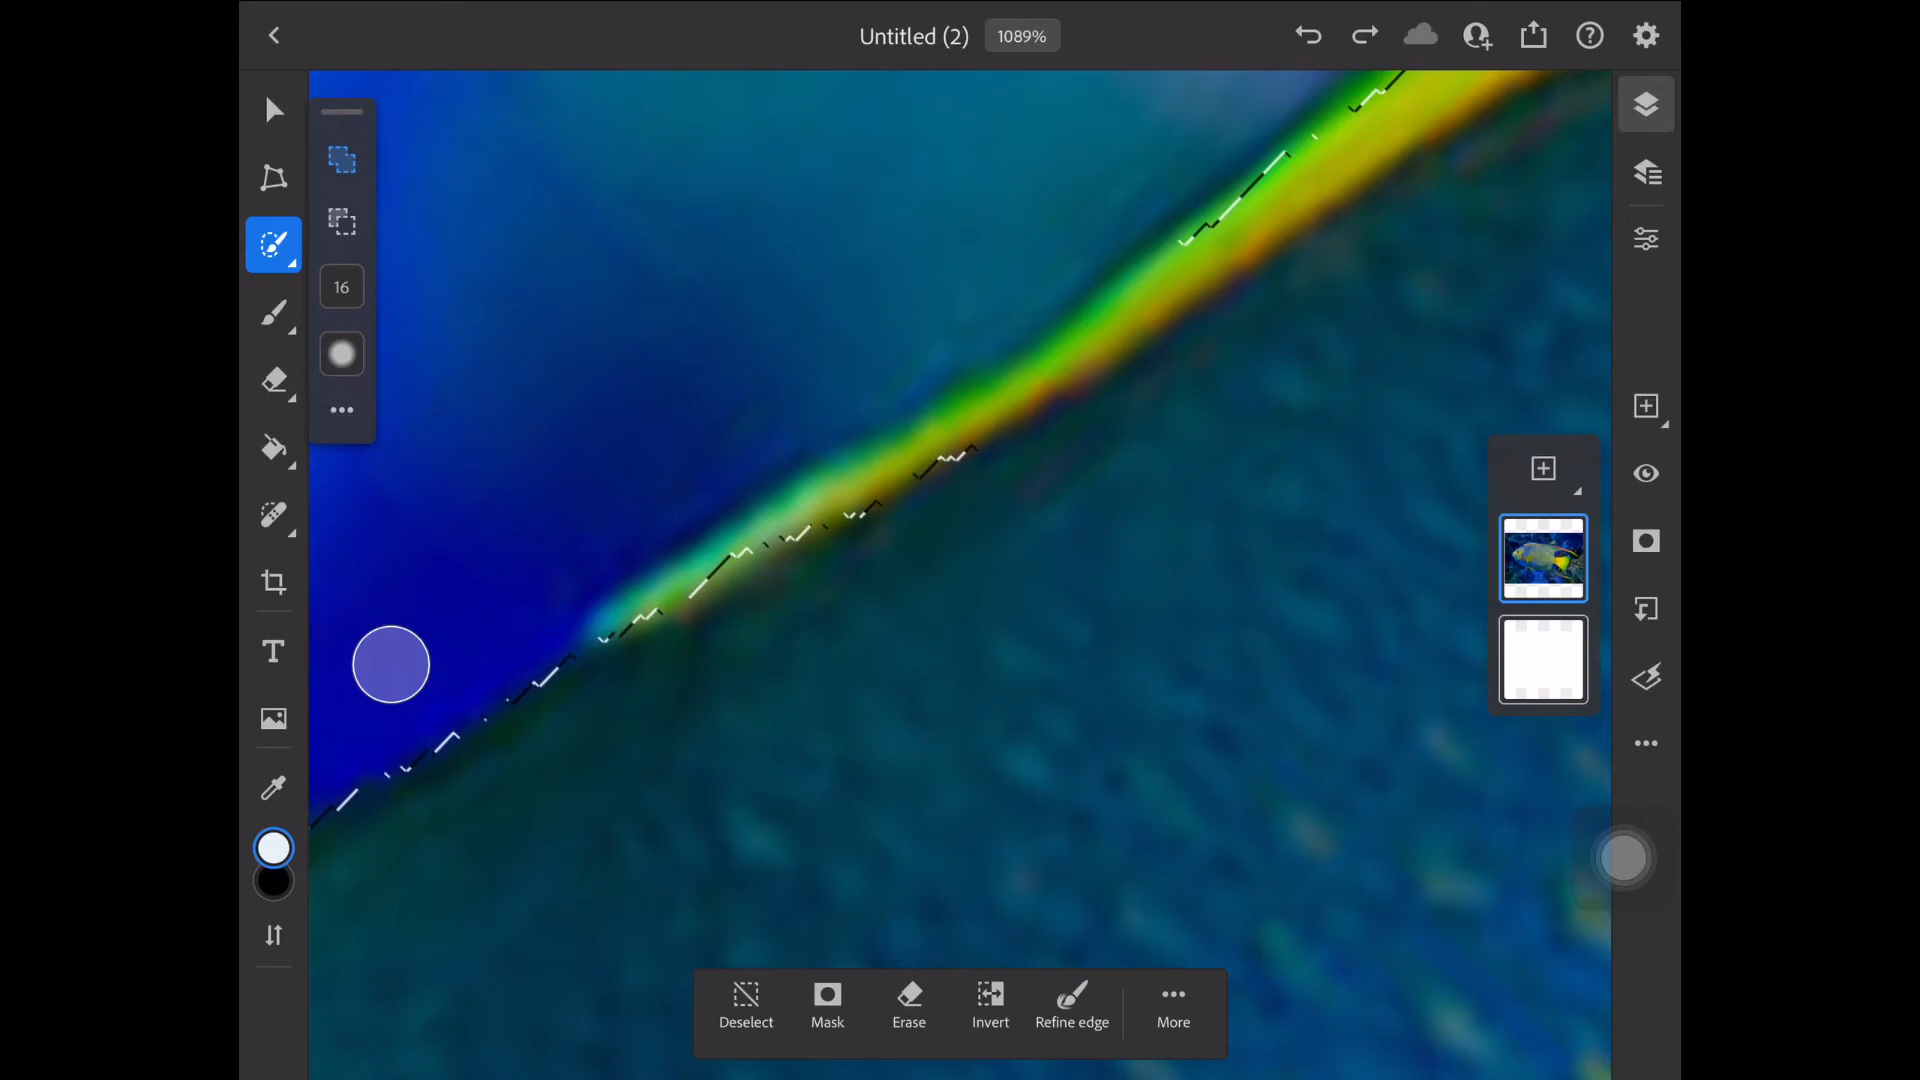 Untitled (2) 1089%
16
T
Deselect Mask Erase Invert Refine edge More